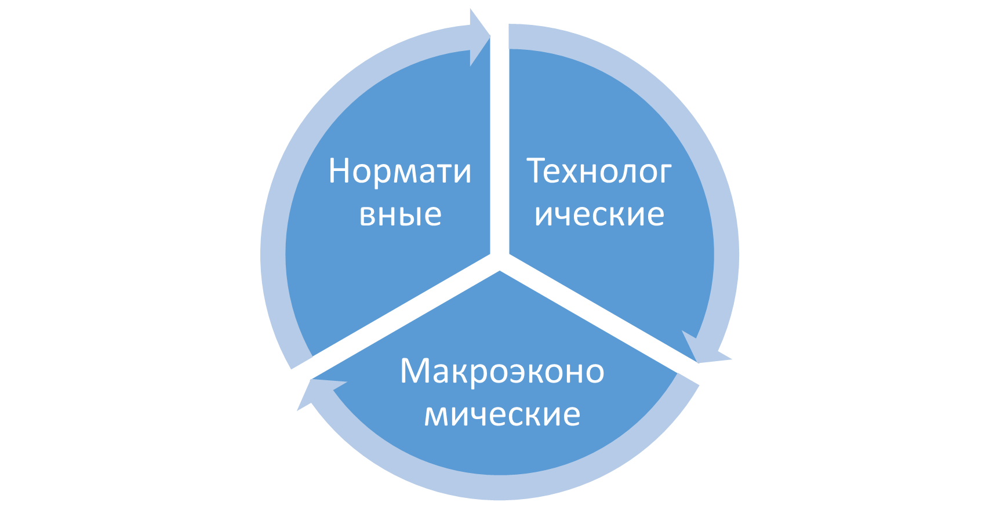 Нормати
вные
Технолог
ические
Макроэконо
мические